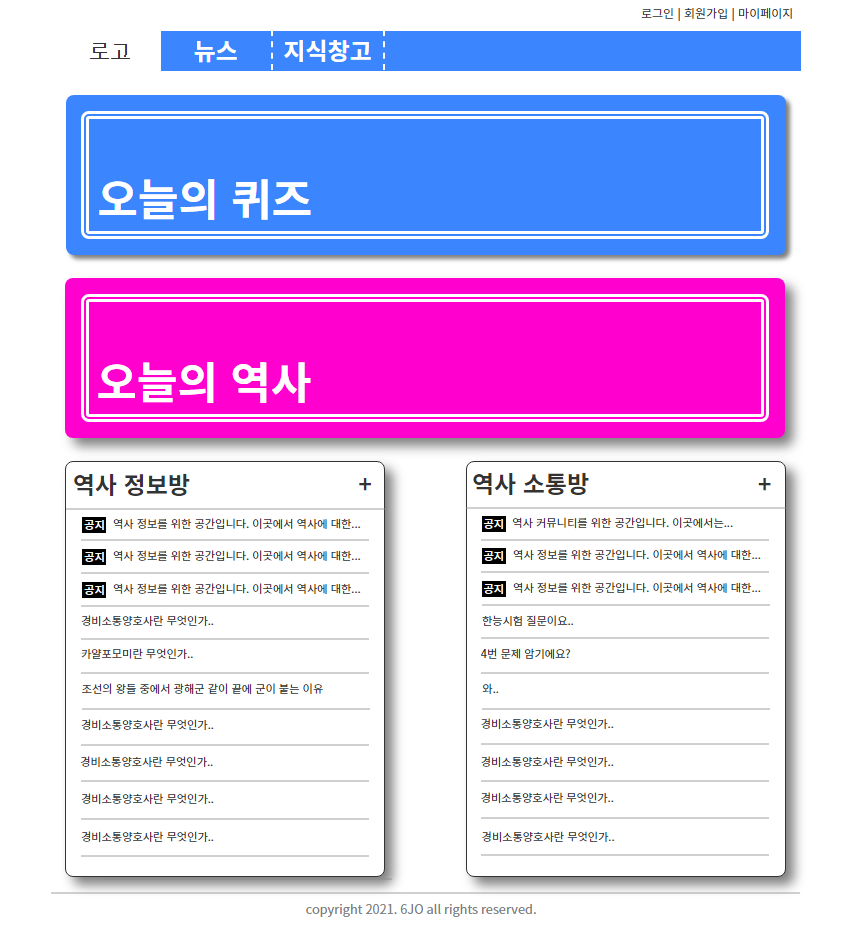 로그인 | 회원가입 | 마이페이지
로고 뉴스 지식창고
오늘의 퀴즈
오늘의 역사
역사 정보방 +
공지 역사 정보를 위한 공간입니다. 이곳에서 역사에 대한...
공지 역사 정보를 위한 공간입니다. 이곳에서 역사에 대한...
공지 역사 정보를 위한 공간입니다. 이곳에서 역사에 대한...
경비소통양호사란 무엇인가..
카얄포모미란 무엇인가..
조선의 왕들 중에서 광해군 같이 끝에 군이 붙는 이유
경비소통양호사란 무엇인가..
경비소통양호사란 무엇인가..
경비소통양호사란 무엇인가..
경비소통양호사란 무엇인가..
역사 소통방 +
공지 역사 커뮤니티를 위한 공간입니다. 이곳에서는...
공지 역사 정보를 위한 공간입니다. 이곳에서 역사에 대한...
공지 역사 정보를 위한 공간입니다. 이곳에서 역사에 대한...
한능시험 질문이요..
4번 문제 암기에요?
와..
경비소통양호사란 무엇인가..
경비소통양호사란 무엇인가..
경비소통양호사란 무엇인가..
경비소통양호사란 무엇인가..
copyright 2021. 6JO all rights reserved.